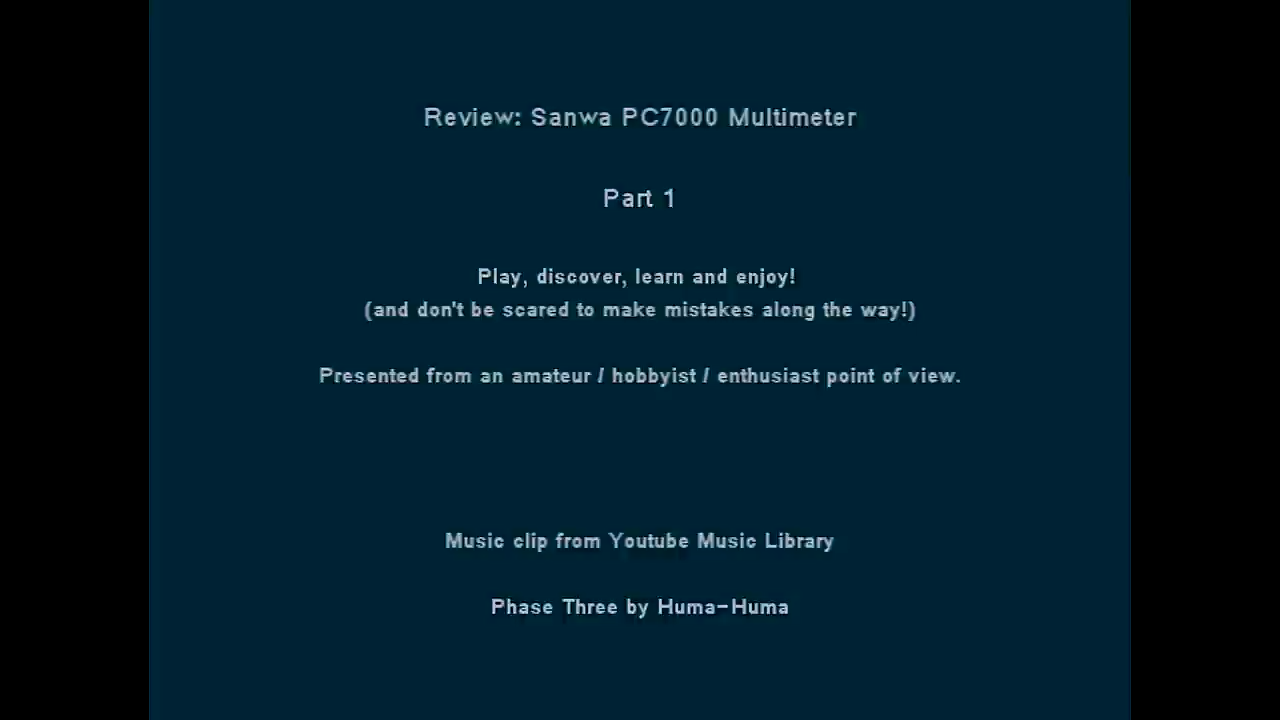 Review: Sanwa PC7000 Multimeter
Part 1
Play, discover, learn and enjoy!
(and don't be scared to make mistakes along the way!)
Presented from an amateur / hobbyist / enthusiast point of view.
Music clip from Youtube Music Library
Phase Three by Huma-Huma